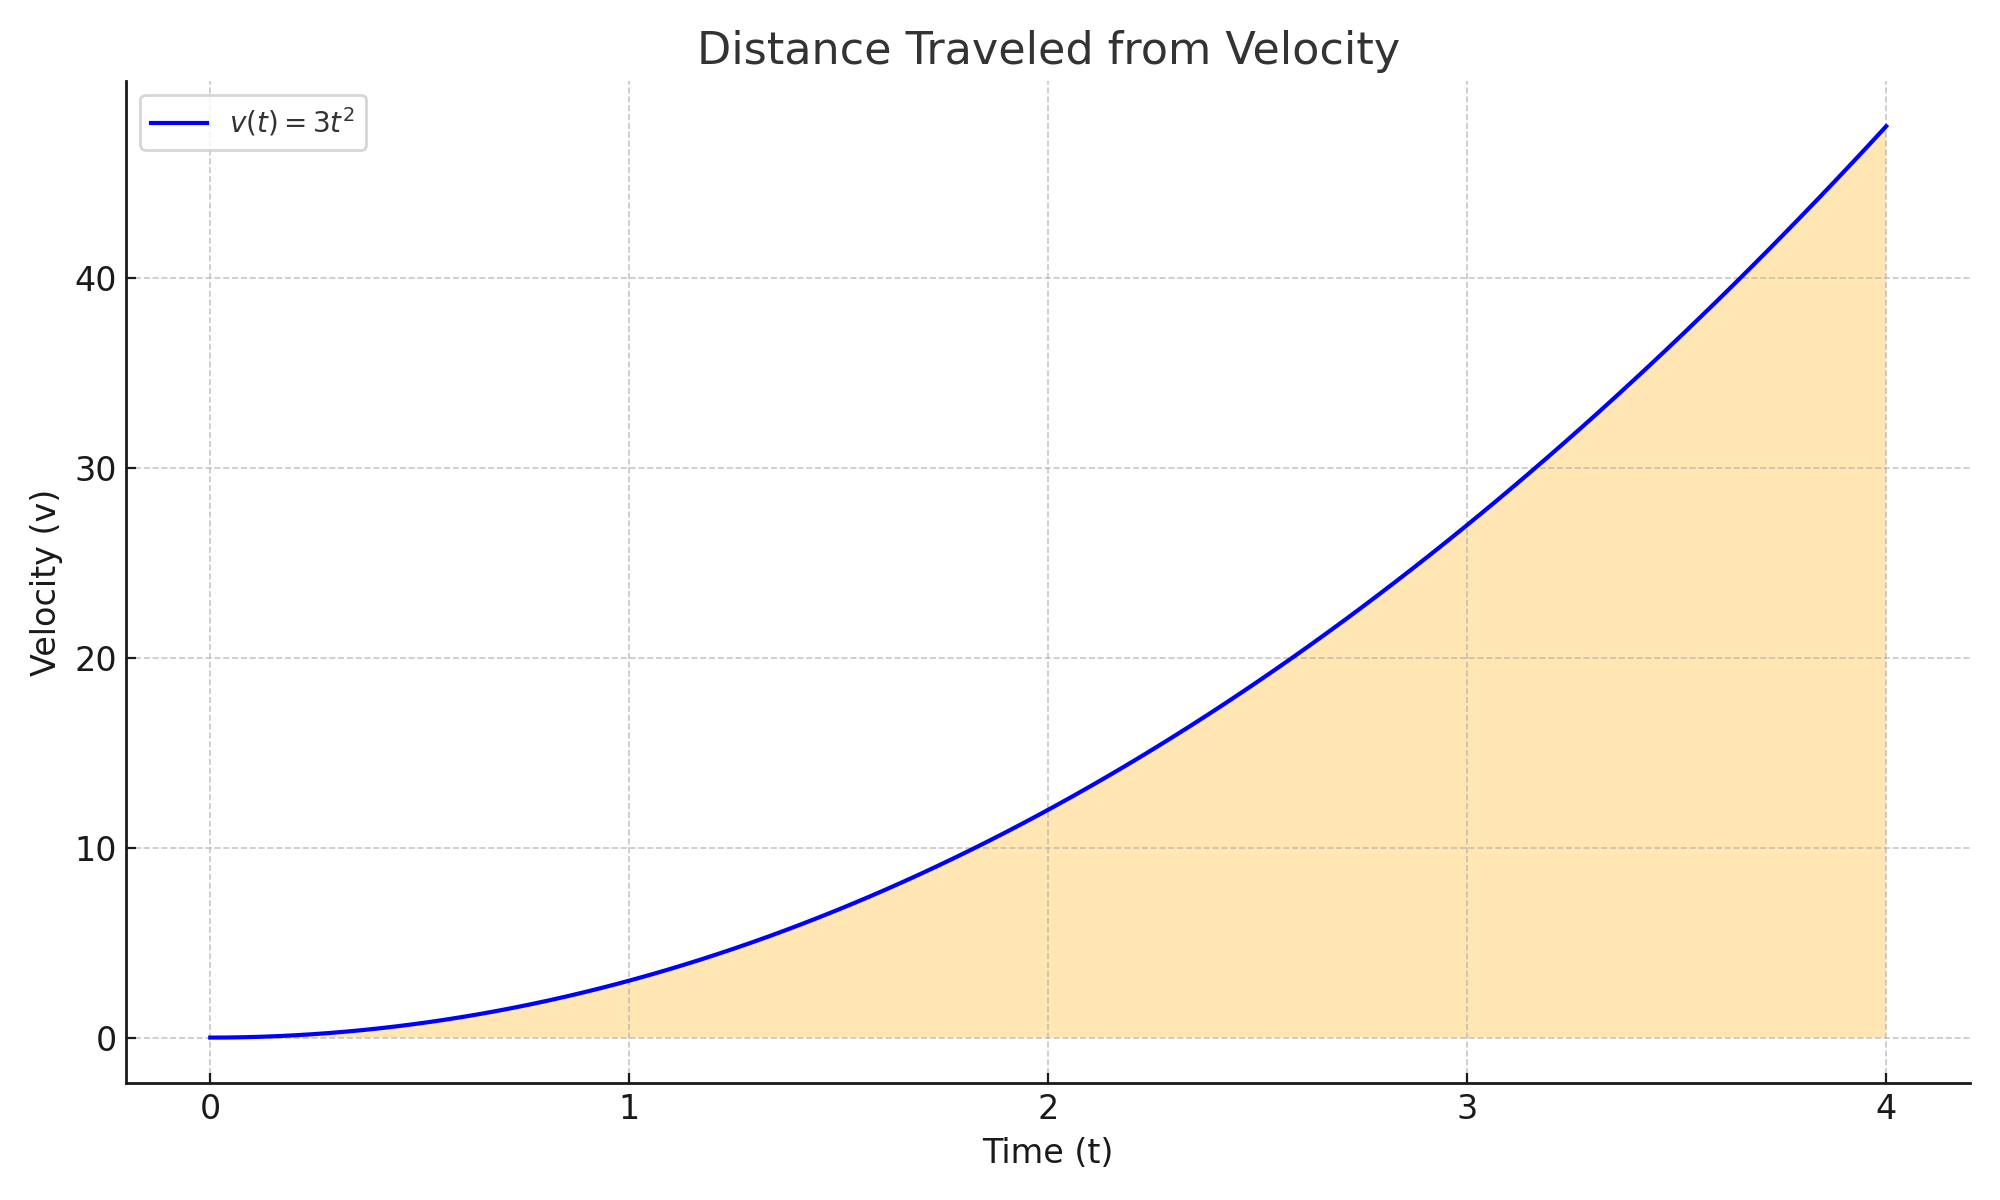 Distance Traveled from Velocity
v(t) = 3t²
Velocity (v)
40
30
20
10
0
0 1 2 3 4
Time (t)